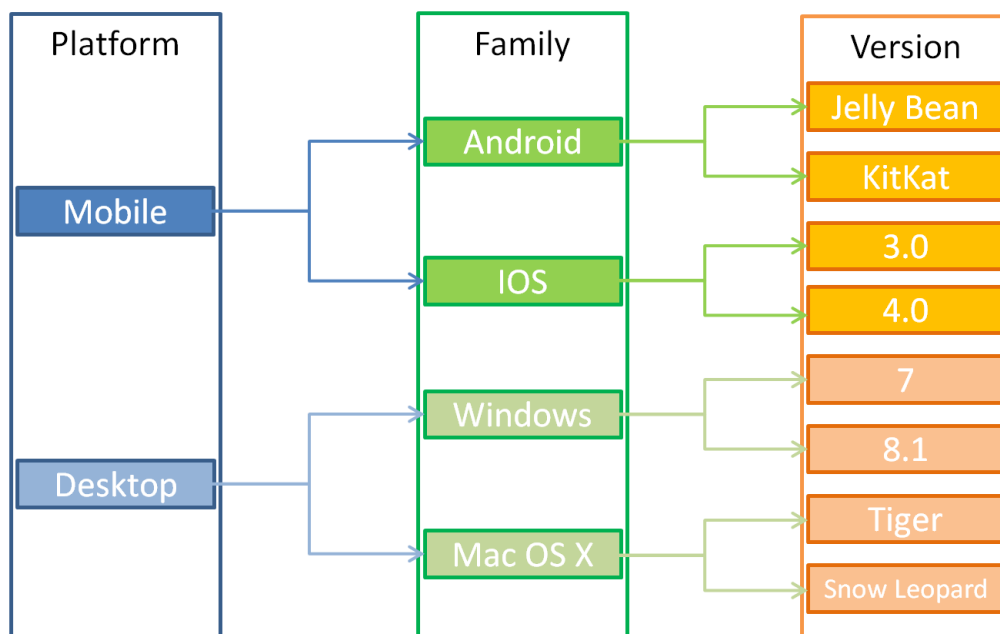 Platform
Mobile
Desktop
Family
Android
IOS
Windows
Mac OS X
Version
Jelly Bean
KitKat
3.0
4.0
7
8.1
Tiger
Snow Leopard